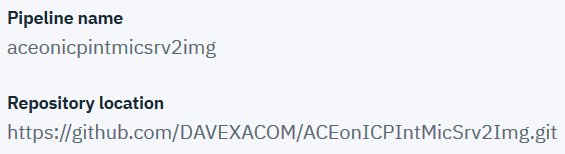 Pipeline name
aceonicpintmicsrv2img
Repository location
https://github.com/DAVEXACOM/ACEonICPIntMicSrv2Img.git